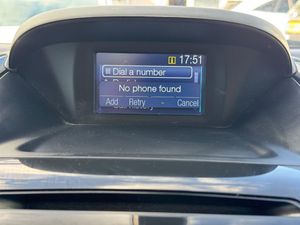 17:51
Dial a number
No phone found
Add Retry - Cancel